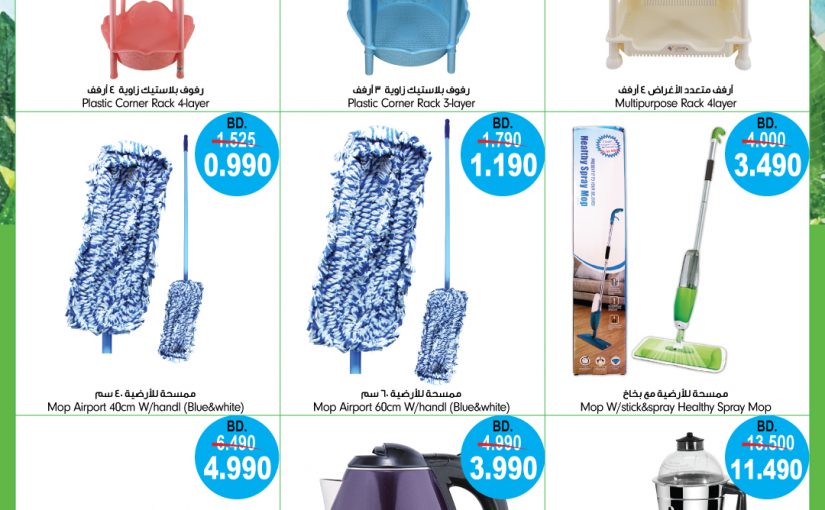 رفوف بلاستيك زاوية ٤ أرفف
Plastic Corner Rack 4-layer
رفوف بلاستيك زاوية ٣ أرفف
Plastic Corner Rack 3-layer
أرفف متعدد الأغراض ٤ أرفف
Multipurpose Rack 4layer
BD.
1.525
0.990
BD.
1.790
1.190
BD.
4.000
3.490
Healthy Spray Mop
ممسحة للأرضية ٤٠ سم
Mop Airport 40cm W/handl (Blue&white)
ممسحة للأرضية ٦٠ سم
Mop Airport 60cm W/handl (Blue&white)
ممسحة للأرضية مع بخاخ
Mop W/stick&spray Healthy Spray Mop
BD.
6.490
4.990
BD.
4.990
3.990
BD.
13.500
11.490